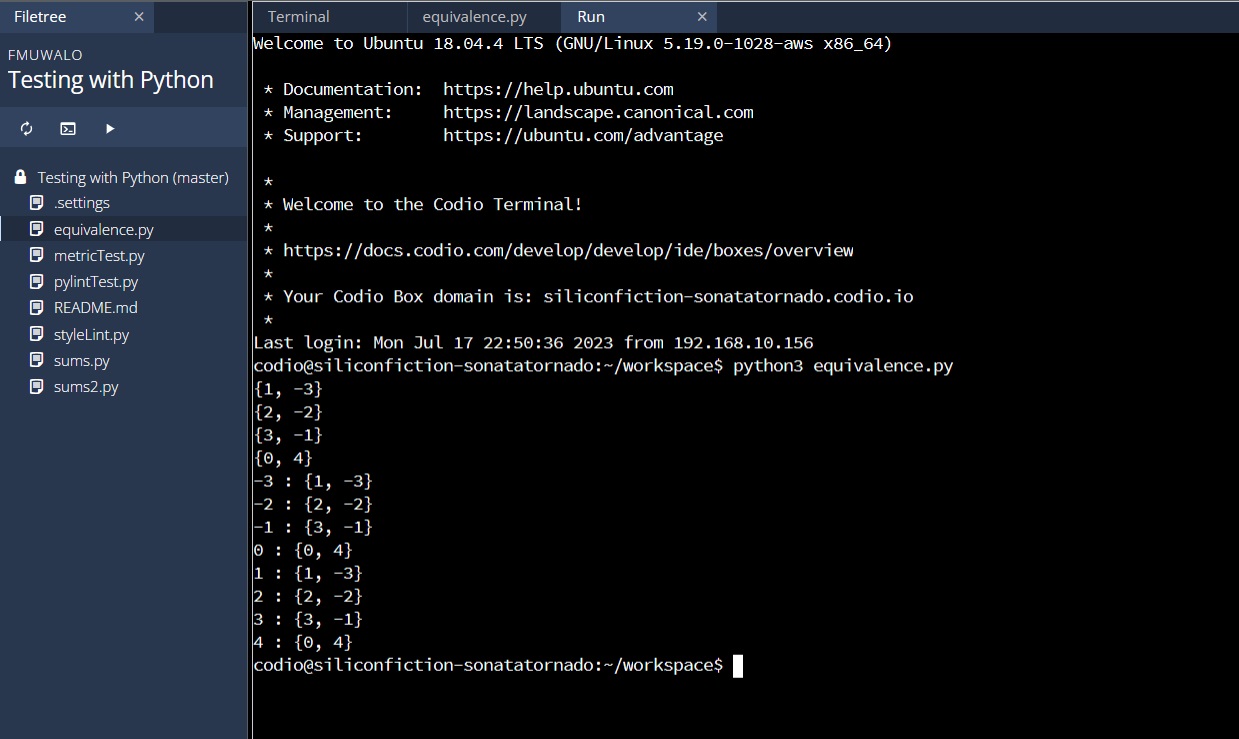 Filetree ×
FMUWALO
Testing with Python
Testing with Python (master)
.settings
equivalence.py
metricTest.py
pylintTest.py
README.md
styleLint.py
sums.py
sums2.py
Terminal equivalence.py Run ×
Welcome to Ubuntu 18.04.4 LTS (GNU/Linux 5.19.0-1028-aws x86_64)
* Documentation: https://help.ubuntu.com
* Management: https://landscape.canonical.com
* Support: https://ubuntu.com/advantage
*
* Welcome to the Codio Terminal!
*
* https://docs.codio.com/develop/develop/ide/boxes/overview
*
* Your Codio Box domain is: siliconfiction-sonatatornado.codio.io
*
Last login: Mon Jul 17 22:50:36 2023 from 192.168.10.156
codio@siliconfiction-sonatatornado:~/workspace$ python3 equivalence.py
{1, -3}
{2, -2}
{3, -1}
{0, 4}
-3 : {1, -3}
-2 : {2, -2}
-1 : {3, -1}
0 : {0, 4}
1 : {1, -3}
2 : {2, -2}
3 : {3, -1}
4 : {0, 4}
codio@siliconfiction-sonatatornado:~/workspace$